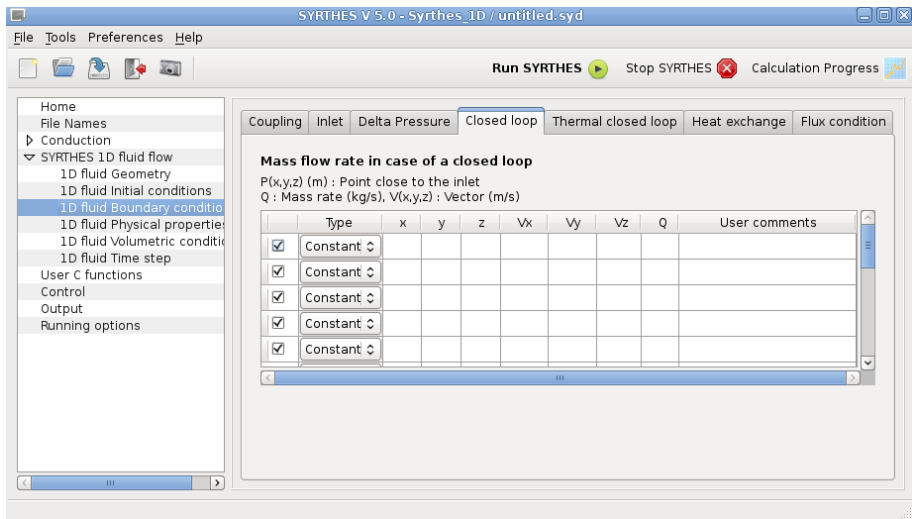 SYRTHES V 5.0 - Syrthes_1D / untitled.syd
File Tools Preferences Help
Run SYRTHES Stop SYRTHES Calculation Progress
Home
File Names
Conduction
SYRTHES 1D fluid flow
1D fluid Geometry
1D fluid Initial conditions
1D fluid Boundary conditio
1D fluid Physical propertie
1D fluid Volumetric conditi
1D fluid Time step
User C functions
Control
Output
Running options
Coupling Inlet Delta Pressure Closed loop Thermal closed loop Heat exchange Flux condition
Mass flow rate in case of a closed loop
P(x,y,z) (m) : Point close to the inlet
Q : Mass rate (kg/s), V(x,y,z) : Vector (m/s)
Type x y z Vx Vy Vz Q User comments
Constant
Constant
Constant
Constant
Constant